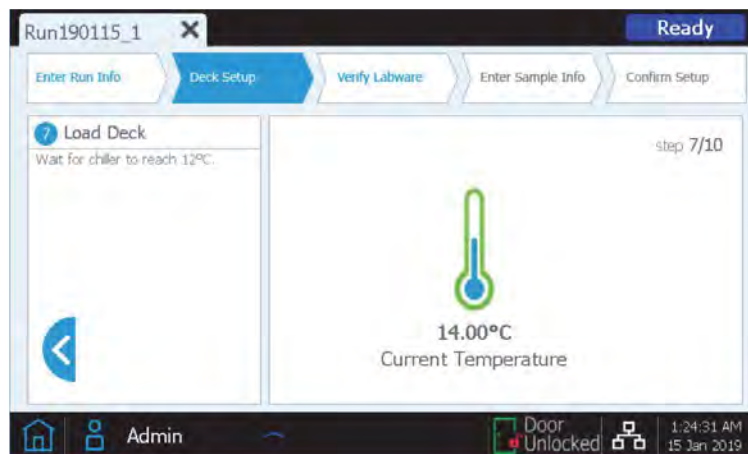 Run190115_1
Ready
Enter Run Info
Deck Setup
Verify Labware
Enter Sample Info
Confirm Setup
7 Load Deck
Wait for chiller to reach 12ºC.
step 7/10
14.00°C
Current Temperature
Admin
Door
Unlocked
1:24:31 AM
15 Jan 2019